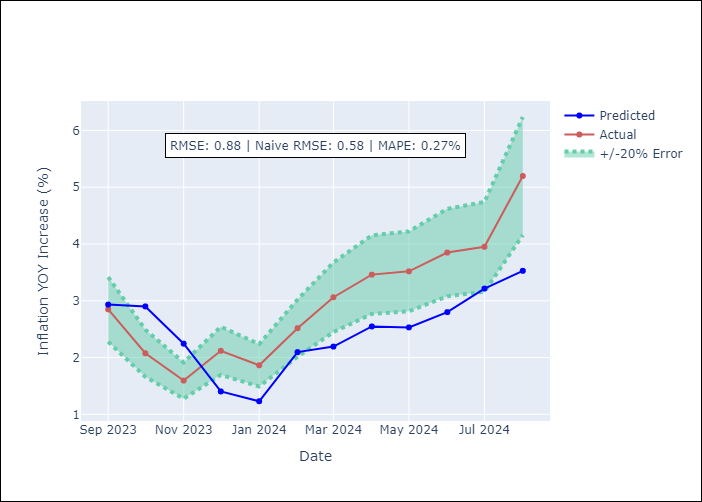 RMSE: 0.88 | Naive RMSE: 0.58 | MAPE: 0.27%
Predicted
Actual
+/-20% Error
Inflation YOY Increase (%)
6
5
4
3
2
1
Sep 2023 Nov 2023 Jan 2024 Mar 2024 May 2024 Jul 2024
Date